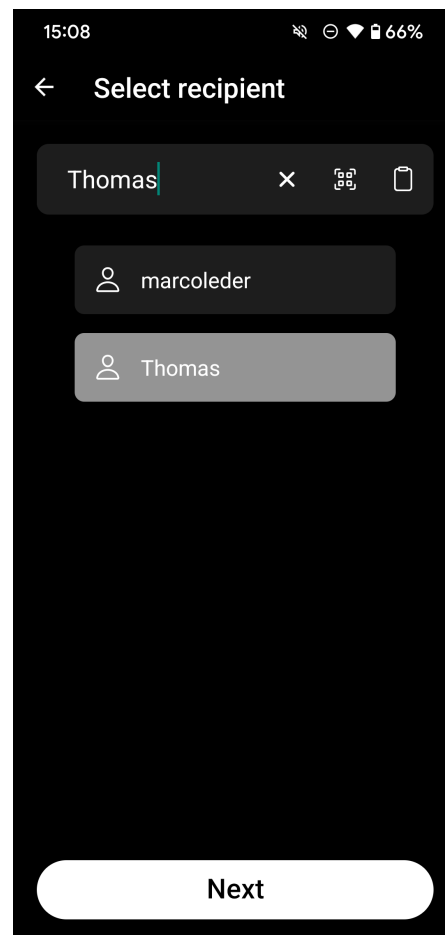 15:08 66%
Select recipient
Thomas
marcoleder
Thomas
Next